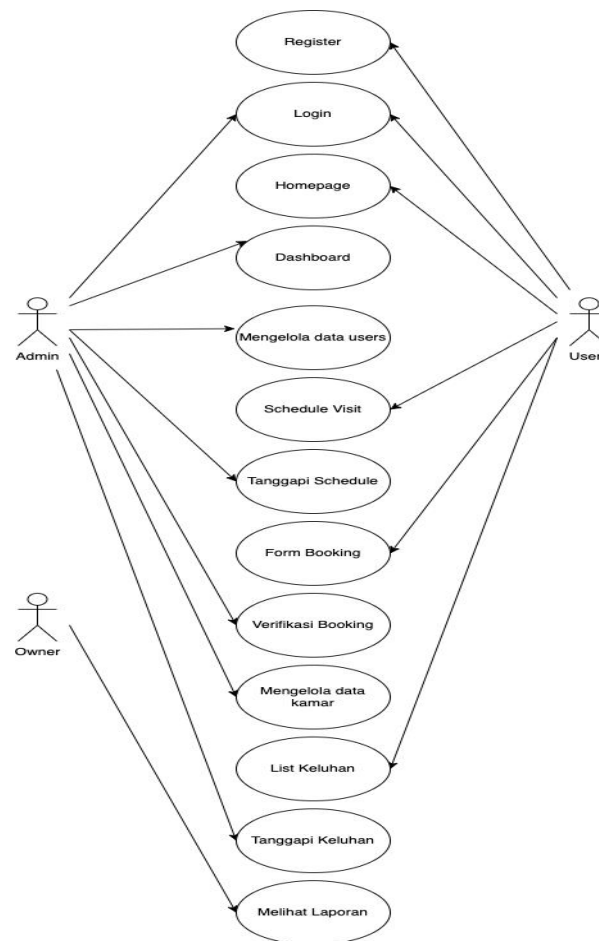 Register
Login
Homepage
Dashboard
Admin
Mengelola data users
User
Schedule Visit
Tanggapi Schedule
Form Booking
Verifikasi Booking
Owner
Mengelola data
kamar
List Keluhan
Tanggapi Keluhan
Melihat Laporan